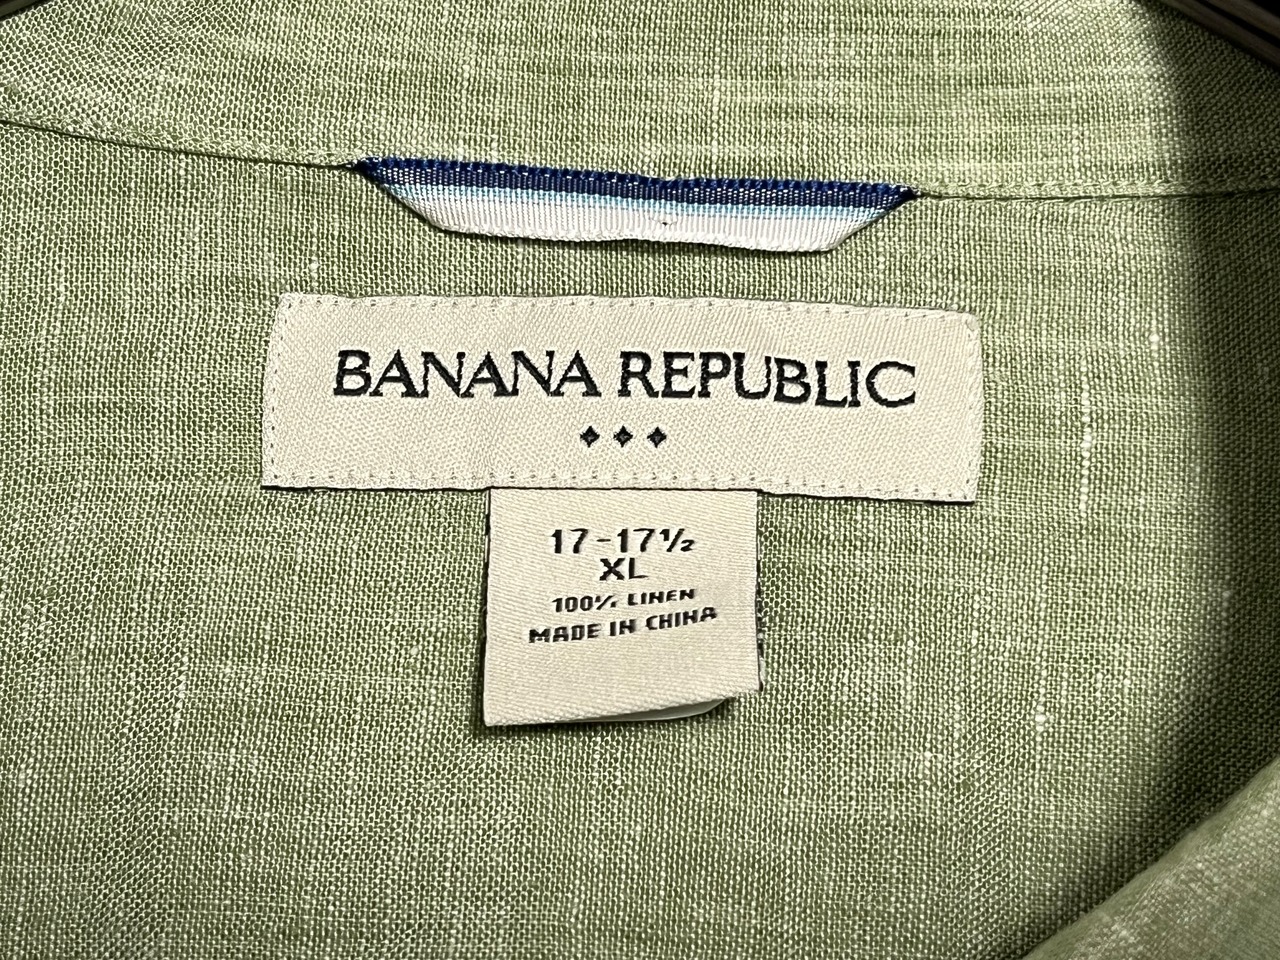 BANANA REPUBLIC
17-17½
XL
100% LINEN
MADE IN CHINA